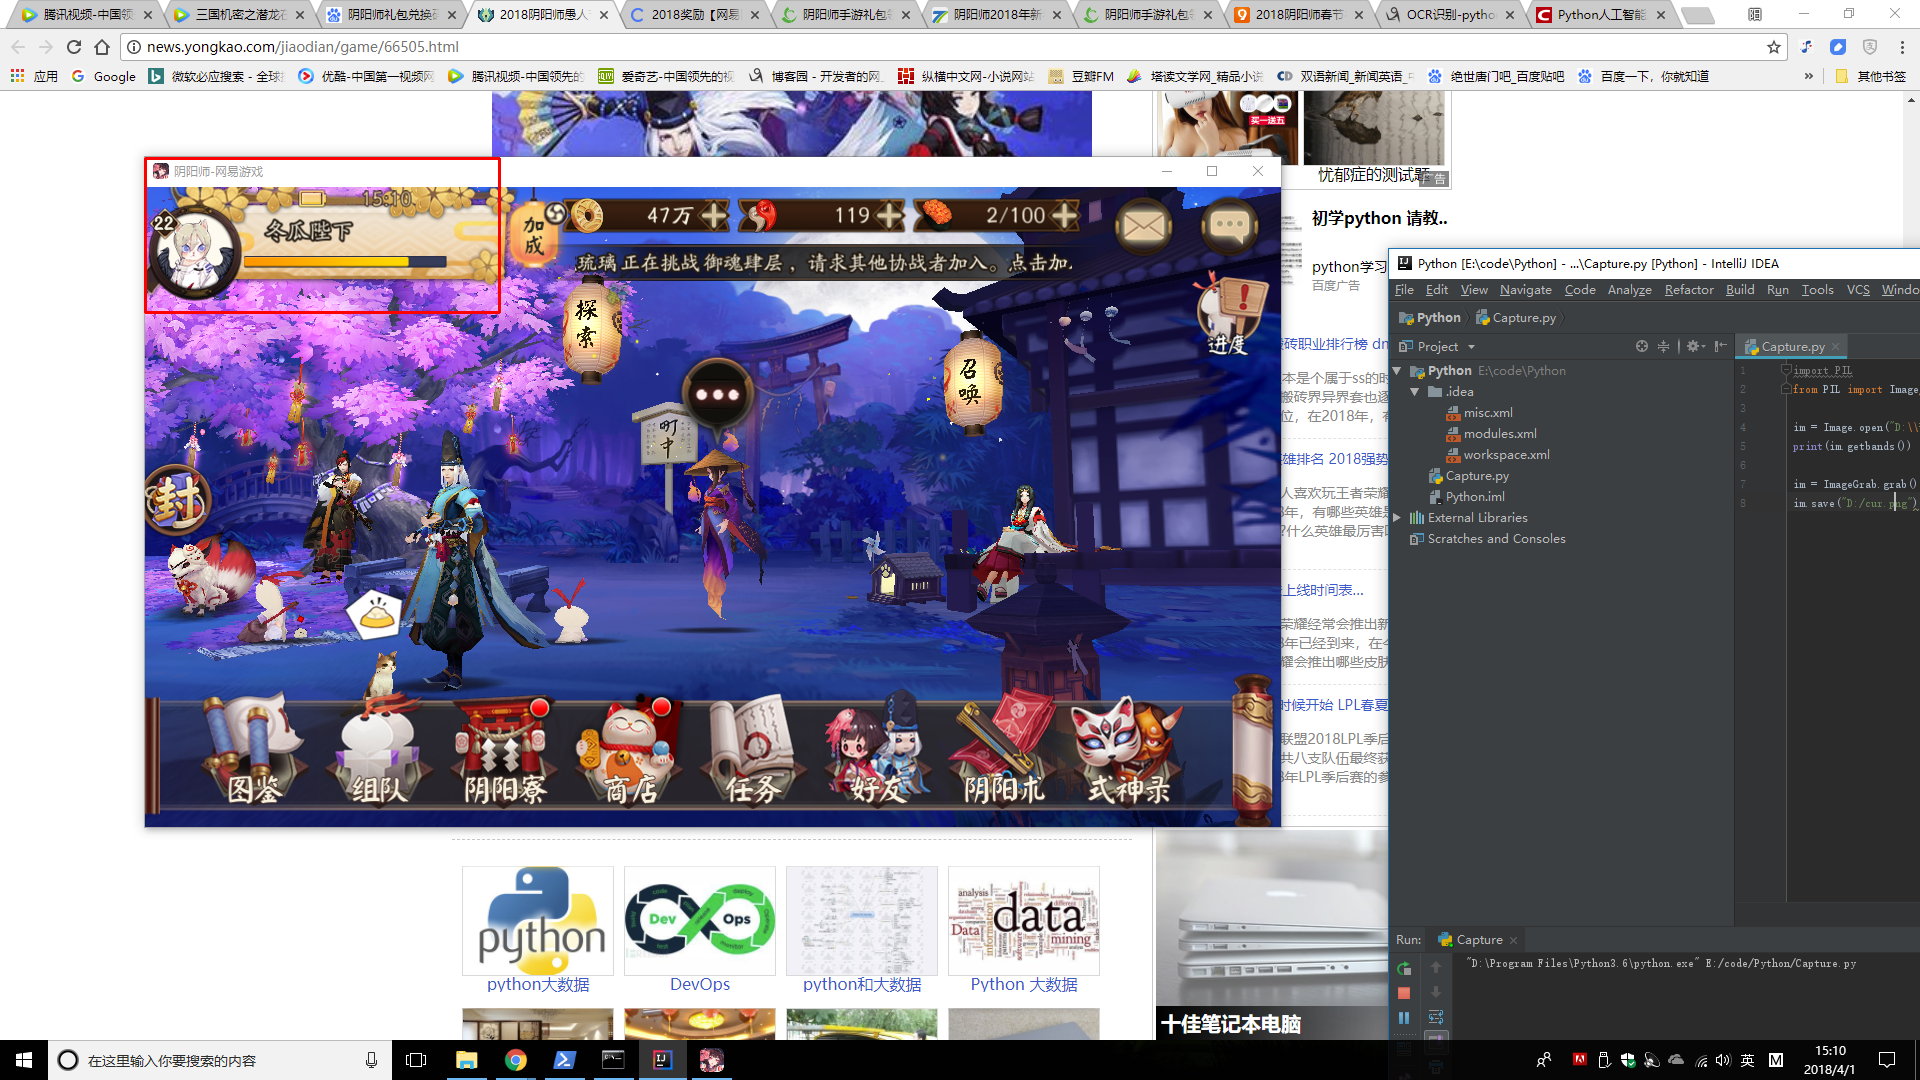 腾讯视频-中国领
三国机密之潜龙在
阴阳师礼包兑换码
2018阴阳师愚人
2018奖励【网易
阴阳师手游礼包领
阴阳师2018年新
阴阳师手游礼包领
2018阴阳师春节
OCR识别-python
Python人工智能
news.yongkao.com/jiaodian/game/66505.html
应用
Google
微软必应搜索 - 全球
优酷-中国第一视频网
腾讯视频-中国领先的
爱奇艺-中国领先的视
博客园 - 开发者的网
纵横中文网-小说网站
豆瓣FM
塔读文学网_精品小说
双语新闻_新闻英语_
绝世唐门吧_百度贴吧
百度一下，你就知道
»
其他书签
买一送五
忧郁症的测试题
广告
初学python 请教..
python学习
百度广告
阴阳师-网易游戏
15:10
22
冬瓜陛下
加成
47万
119
2/100
琉璃 正在挑战 御魂肆层 ，请求其他协战者加入。点击加
探索
召唤
进度
町中
封
图鉴
组队
阴阳寮
商店
任务
好友
阴阳术
式神录
搬砖职业排行榜 dn
本是个属于ss的时
搬砖界异界套也逐
位，在2018年，有
雄排名 2018强势
人喜欢玩王者荣耀
8年，有哪些英雄是
?什么英雄最厉害
上线时间表...
荣耀经常会推出新
8年已经到来，在今
耀会推出哪些皮肤
时候开始 LPL春夏
联盟2018LPL季后
共八支队伍最终获
8年LPL季后赛的参
Python [E:\code\Python] - ...\Capture.py [Python] - IntelliJ IDEA
File Edit View Navigate Code Analyze Refactor Build Run Tools VCS Windo
Python
Capture.py
Project
Capture.py
Python E:\code\Python
.idea
misc.xml
modules.xml
workspace.xml
Capture.py
Python.iml
External Libraries
Scratches and Consoles
1 import PIL
2 from PIL import Image,
3
4 im = Image.open("D:\\
5 print(im.getbands())
6
7 im = ImageGrab.grab()
8 im.save("D:/cur.png")
Run: Capture
"D:\Program Files\Python3.6\python.exe" E:/code/Python/Capture.py
python
Dev Ops
data
analysis
Data
mining
information
python大数据
DevOps
python和大数据
Python 大数据
十佳笔记本电脑
在这里输入你要搜索的内容
英
M
15:10
2018/4/1